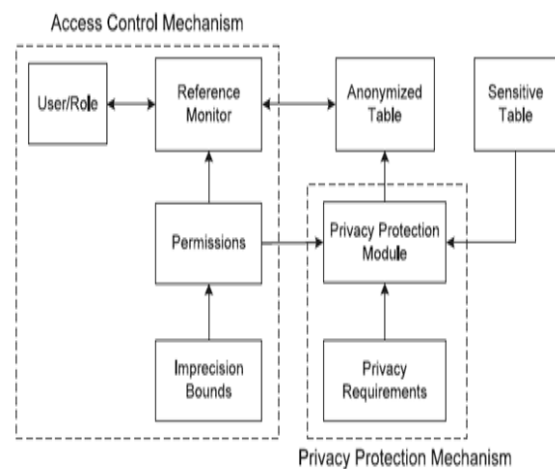 Access Control Mechanism
User/Role
Reference
Monitor
Anonymized
Table
Sensitive
Table
Permissions
Privacy Protection
Module
Imprecision
Bounds
Privacy
Requirements
Privacy Protection Mechanism